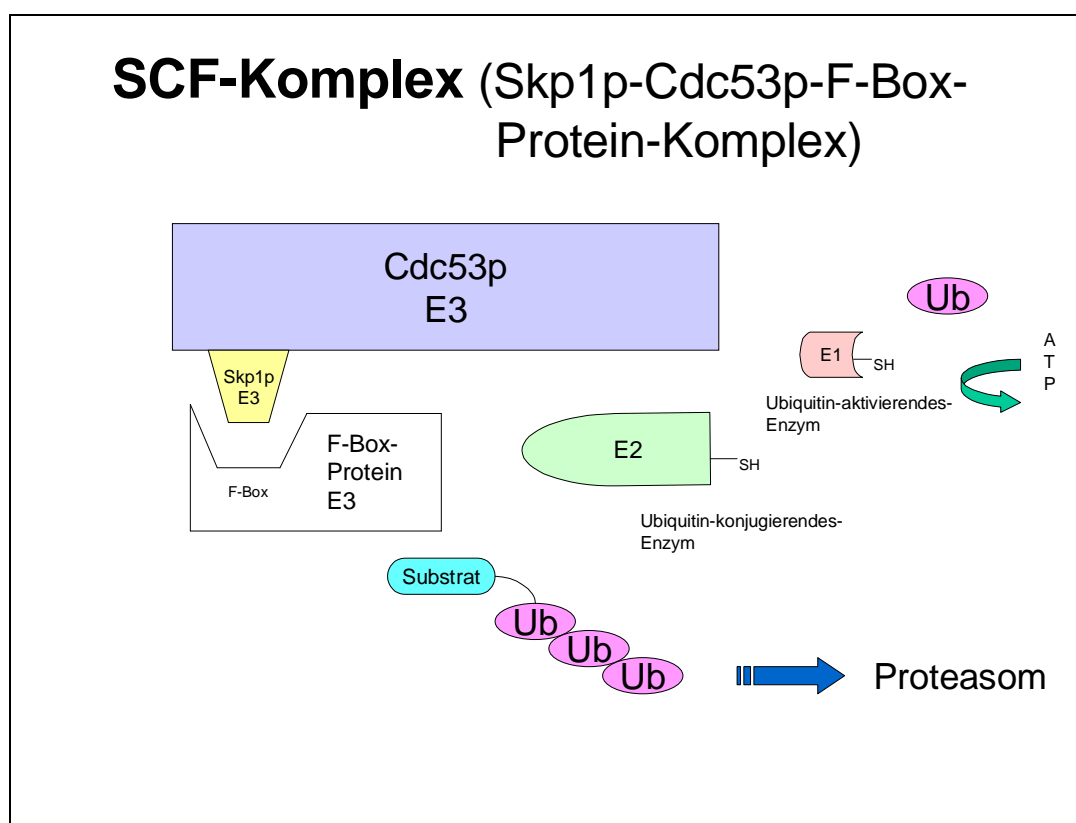 SCF-Komplex (Skp1p-Cdc53p-F-Box-
Protein-Komplex)
Cdc53p
E3
Ub
Skp1p
E3
E1
SH
A
T
P
Ubiquitin-aktivierendes-
Enzym
F-Box-
Protein
E3
F-Box
E2
SH
Ubiquitin-konjugierendes-
Enzym
Substrat
Ub
Ub
Ub
Proteasom